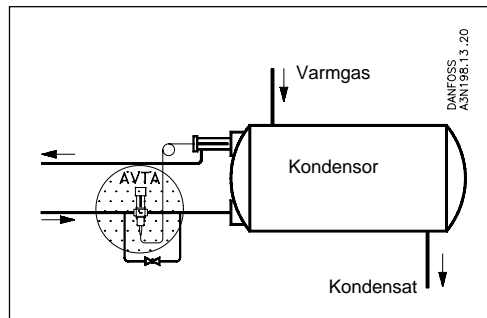 Varmgas
DANFOSS
A3N198.13.20
Kondensor
AVTA
Kondensat